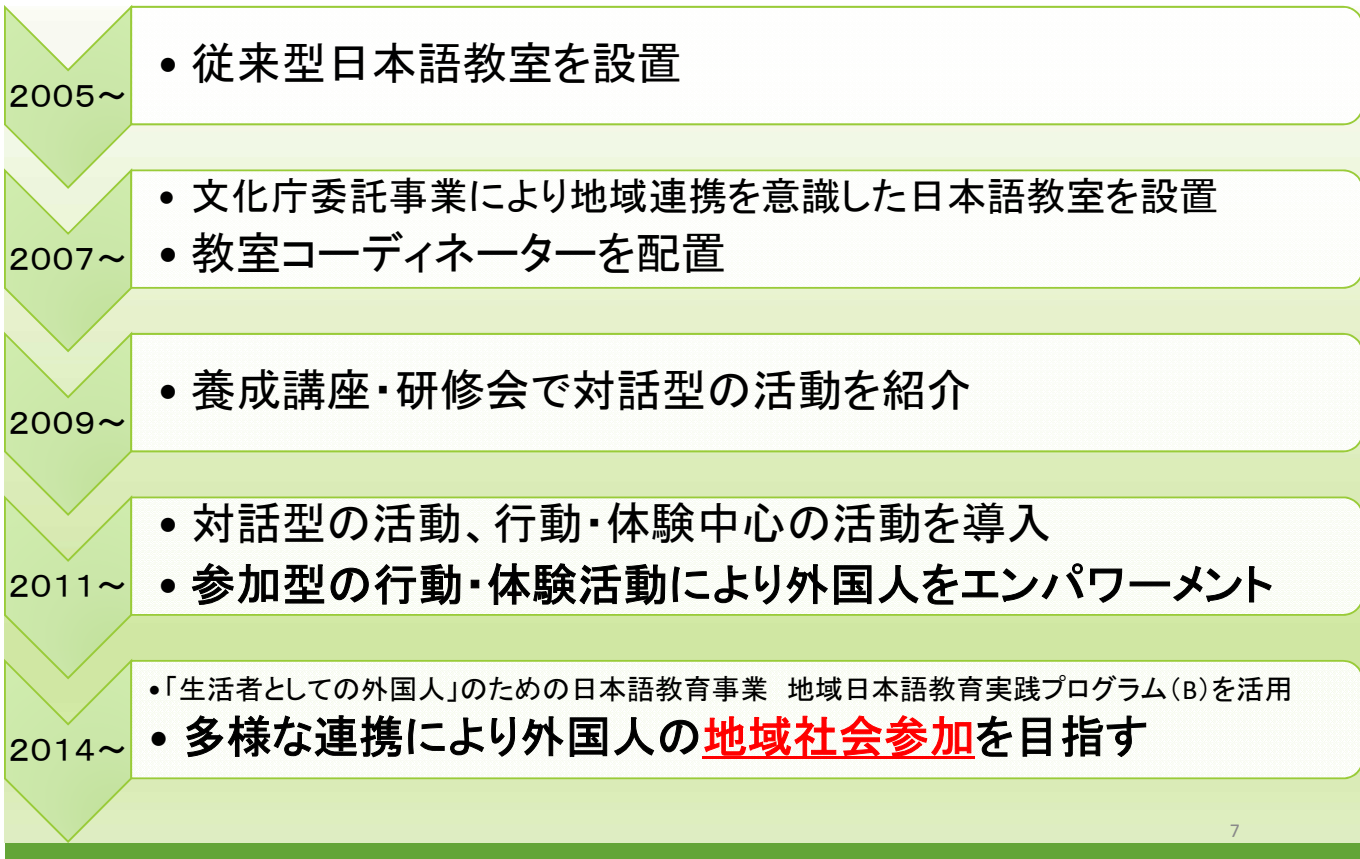 2005～
• 従来型日本語教室を設置
2007～
• 文化庁委託事業により地域連携を意識した日本語教室を設置
• 教室コーディネーターを配置
2009～
• 養成講座・研修会で対話型の活動を紹介
2011～
• 対話型の活動、行動・体験中心の活動を導入
• 参加型の行動・体験活動により外国人をエンパワーメント
2014～
•「生活者としての外国人」のための日本語教育事業　地域日本語教育実践プログラム（B）を活用
• 多様な連携により外国人の地域社会参加を目指す
7